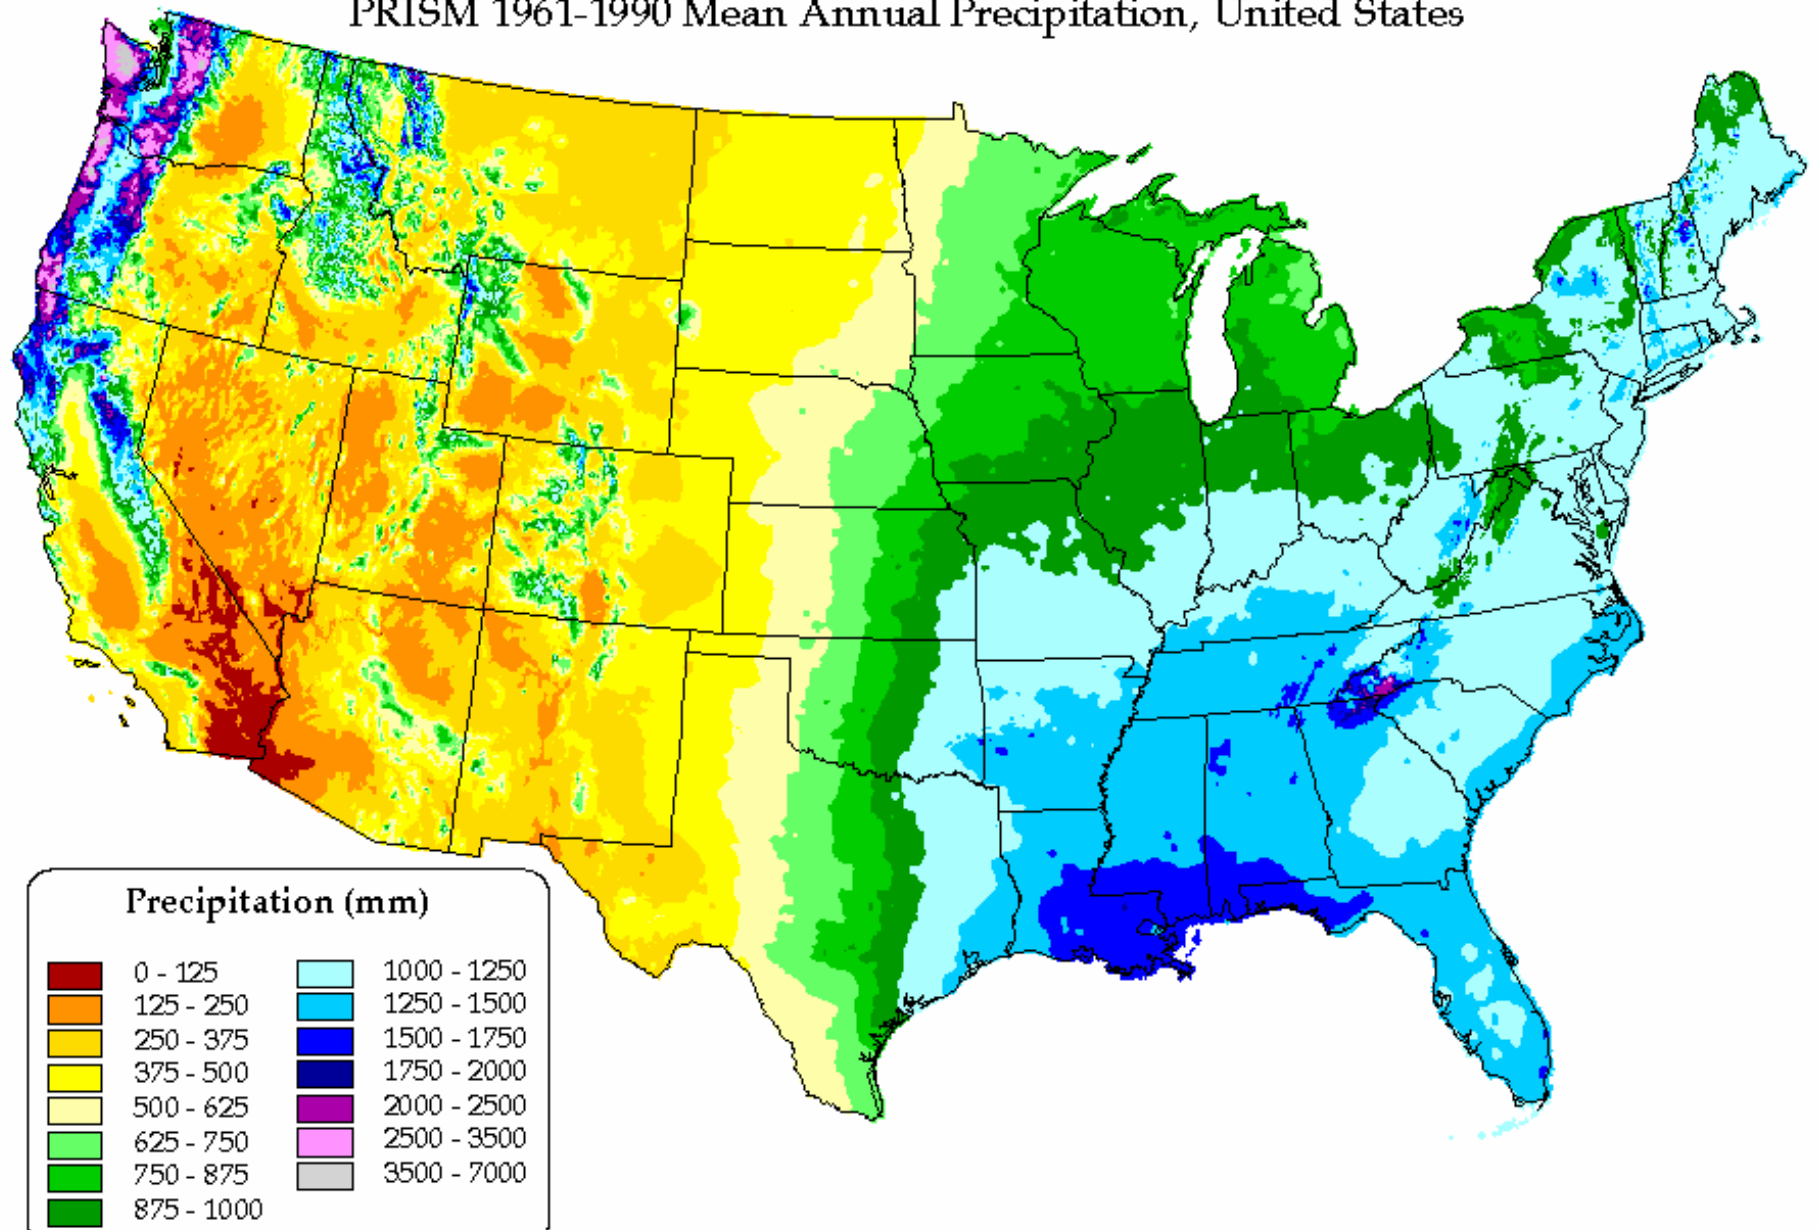 PRISM 1961-1990 Mean Annual Precipitation, United States
Precipitation (mm)
0 - 125
125 - 250
250 - 375
375 - 500
500 - 625
625 - 750
750 - 875
875 - 1000
1000 - 1250
1250 - 1500
1500 - 1750
1750 - 2000
2000 - 2500
2500 - 3500
3500 - 7000